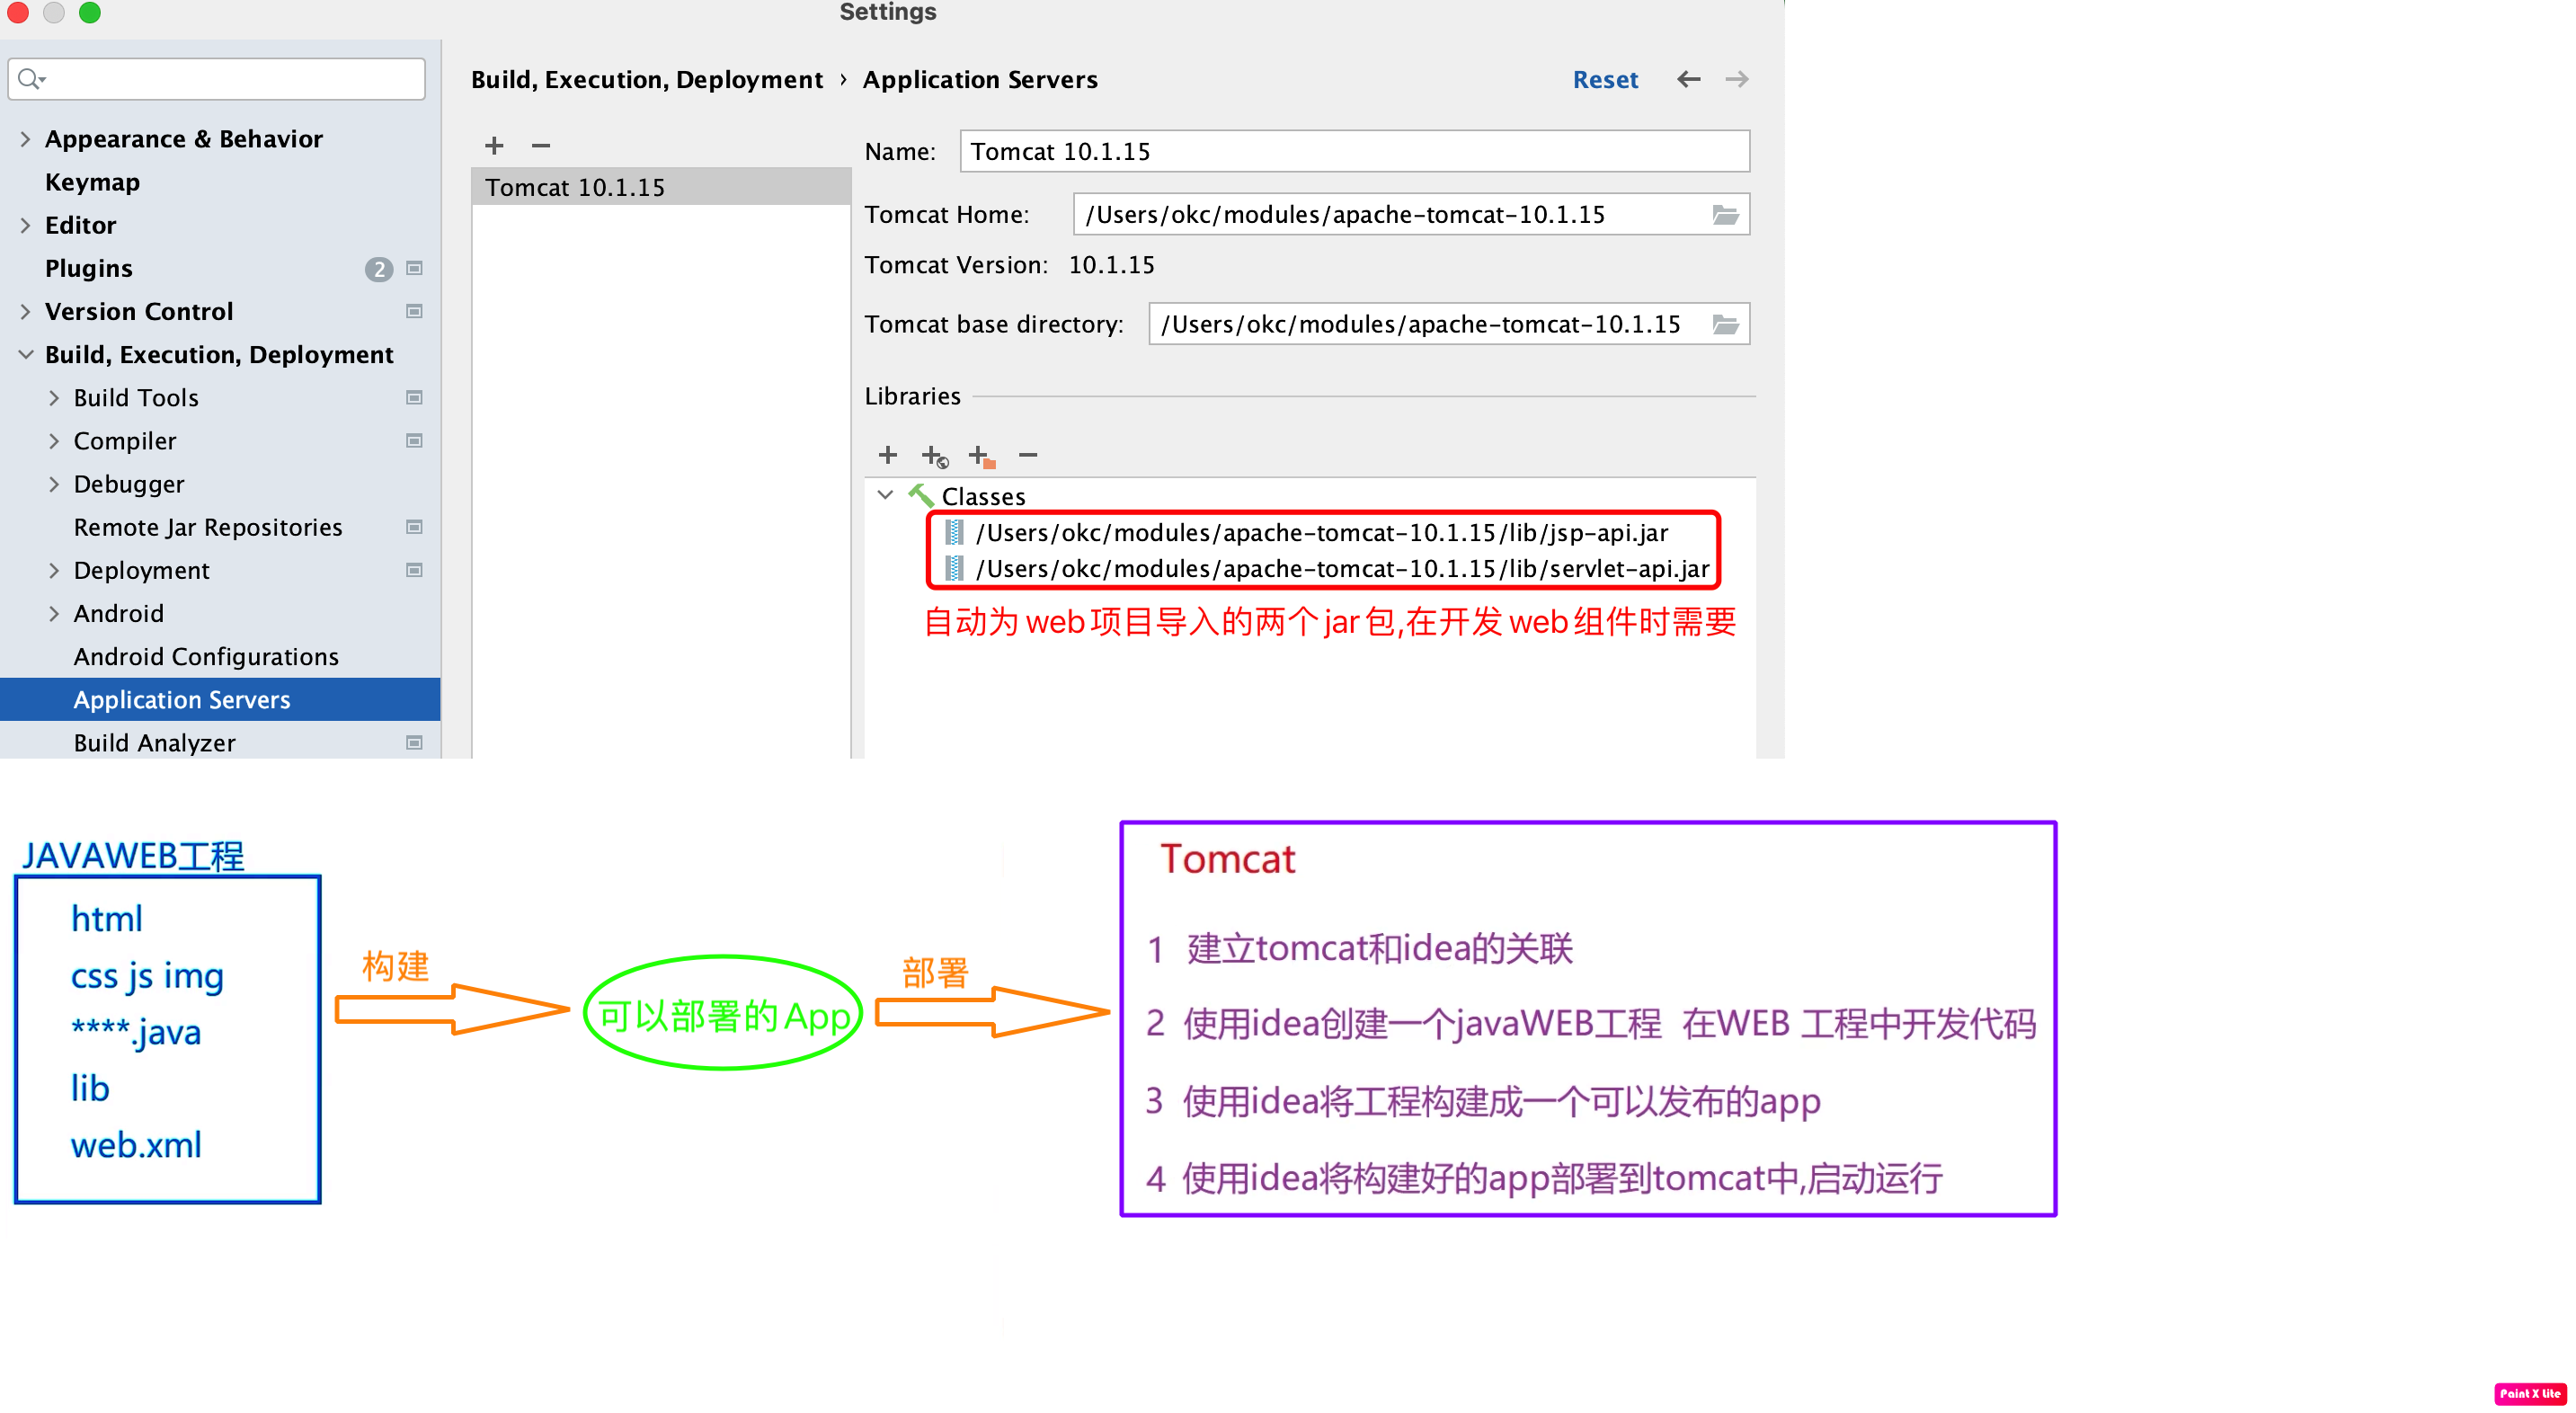 Settings
Build, Execution, Deployment › Application Servers
Reset
Appearance & Behavior
Keymap
Editor
Plugins 2
Version Control
Build, Execution, Deployment
Build Tools
Compiler
Debugger
Remote Jar Repositories
Deployment
Android
Android Configurations
Application Servers
Build Analyzer
Tomcat 10.1.15
Name: Tomcat 10.1.15
Tomcat Home: /Users/okc/modules/apache-tomcat-10.1.15
Tomcat Version: 10.1.15
Tomcat base directory: /Users/okc/modules/apache-tomcat-10.1.15
Libraries
Classes
/Users/okc/modules/apache-tomcat-10.1.15/lib/jsp-api.jar
/Users/okc/modules/apache-tomcat-10.1.15/lib/servlet-api.jar
自动为web项目导入的两个jar包,在开发web组件时需要
JAVAWEB工程
html
css js img
****.java
lib
web.xml
构建
可以部署的App
部署
Tomcat
1 建立tomcat和idea的关联
2 使用idea创建一个javaWEB工程 在WEB 工程中开发代码
3 使用idea将工程构建成一个可以发布的app
4 使用idea将构建好的app部署到tomcat中,启动运行
Paint X Lite